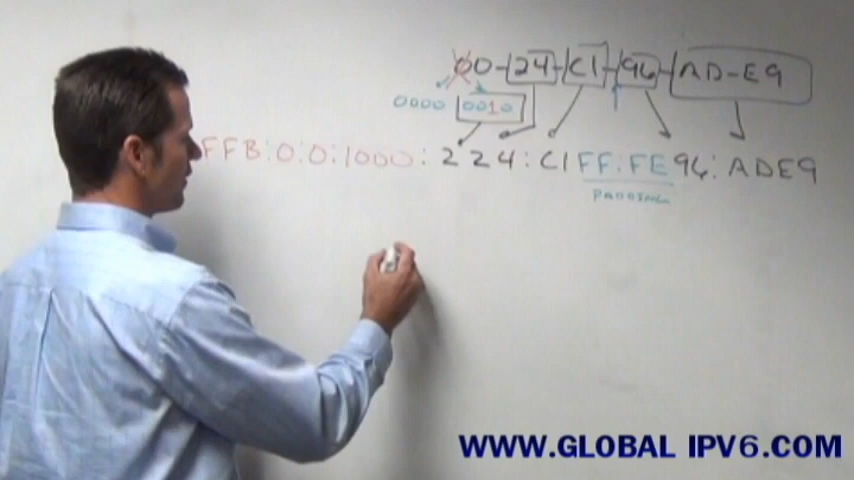 00-24-C1-96-AD-E9
0000 0010
FFB:0:0:1000:224:C1FF:FE96:ADE9
PADDING
WWW.GLOBAL IPV6.COM